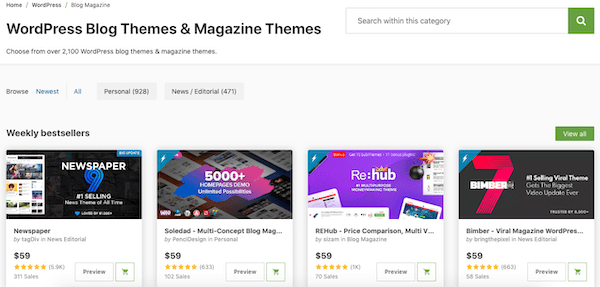 Home / WordPress / Blog Magazine
WordPress Blog Themes & Magazine Themes
Search within this category
Choose from over 2,100 WordPress blog themes & magazine themes.
Browse Newest All Personal (928) News / Editorial (471)
Weekly bestsellers
View all
BIG UPDATE
NEWSPAPER
9
#1 SELLING
News Theme of All Time
5000+
HOMEPAGES DEMO
Unlimited Possibilities
Re:hub
#1 MULTIPURPOSE
MONEYMAKING THEME
7
BIMBER
#1 Selling Viral Theme
Gets The Biggest
Video Update Ever
Newspaper
by tagDiv in News Editorial
$59
(5.9K)
311 Sales
Preview
Soledad - Multi-Concept Blog Mag...
by PenciDesign in Personal
$59
(633)
102 Sales
Preview
REHub - Price Comparison, Multi V...
by sizam in Blog Magazine
$59
(1K)
70 Sales
Preview
Bimber - Viral Magazine WordPres...
by bringthepixel in News Editorial
$59
(663)
58 Sales
Preview